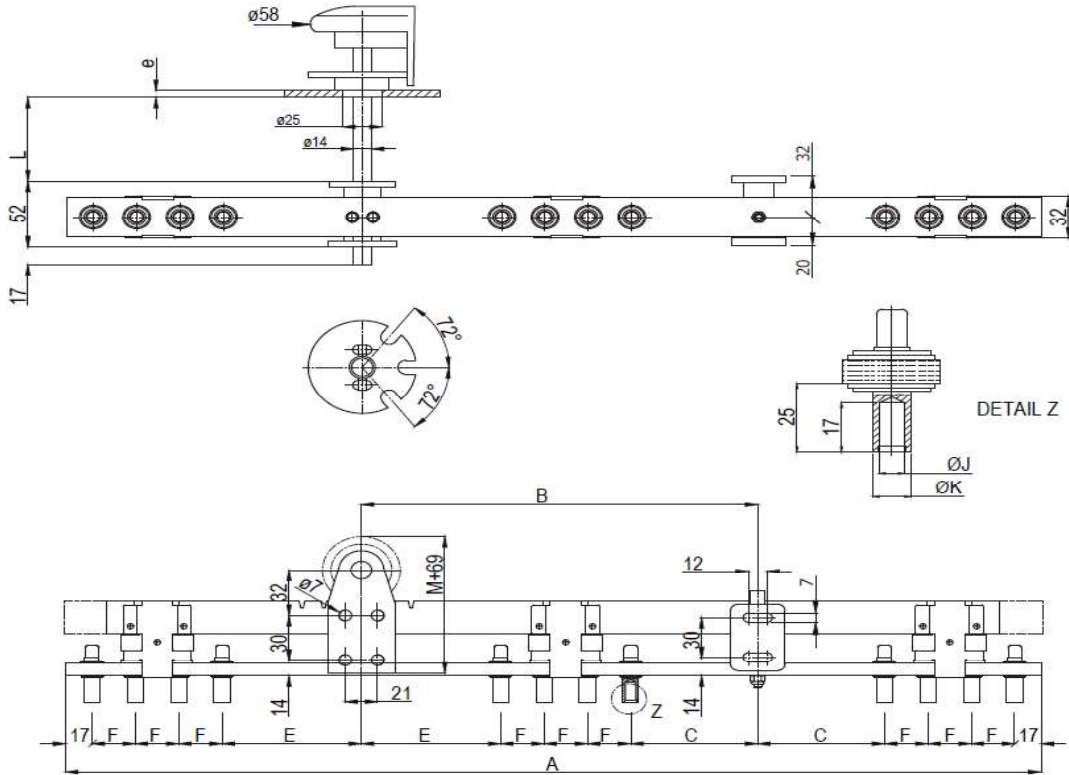 ø58
e
ø25
ø14
L
52
17
32
20
32
72°
72°
25
17
DETAIL Z
ØJ
ØK
B
M+69
12
7
ø7
32
30
30
21
14
14
Z
17 F F F E E F F F C C F F F 17
A